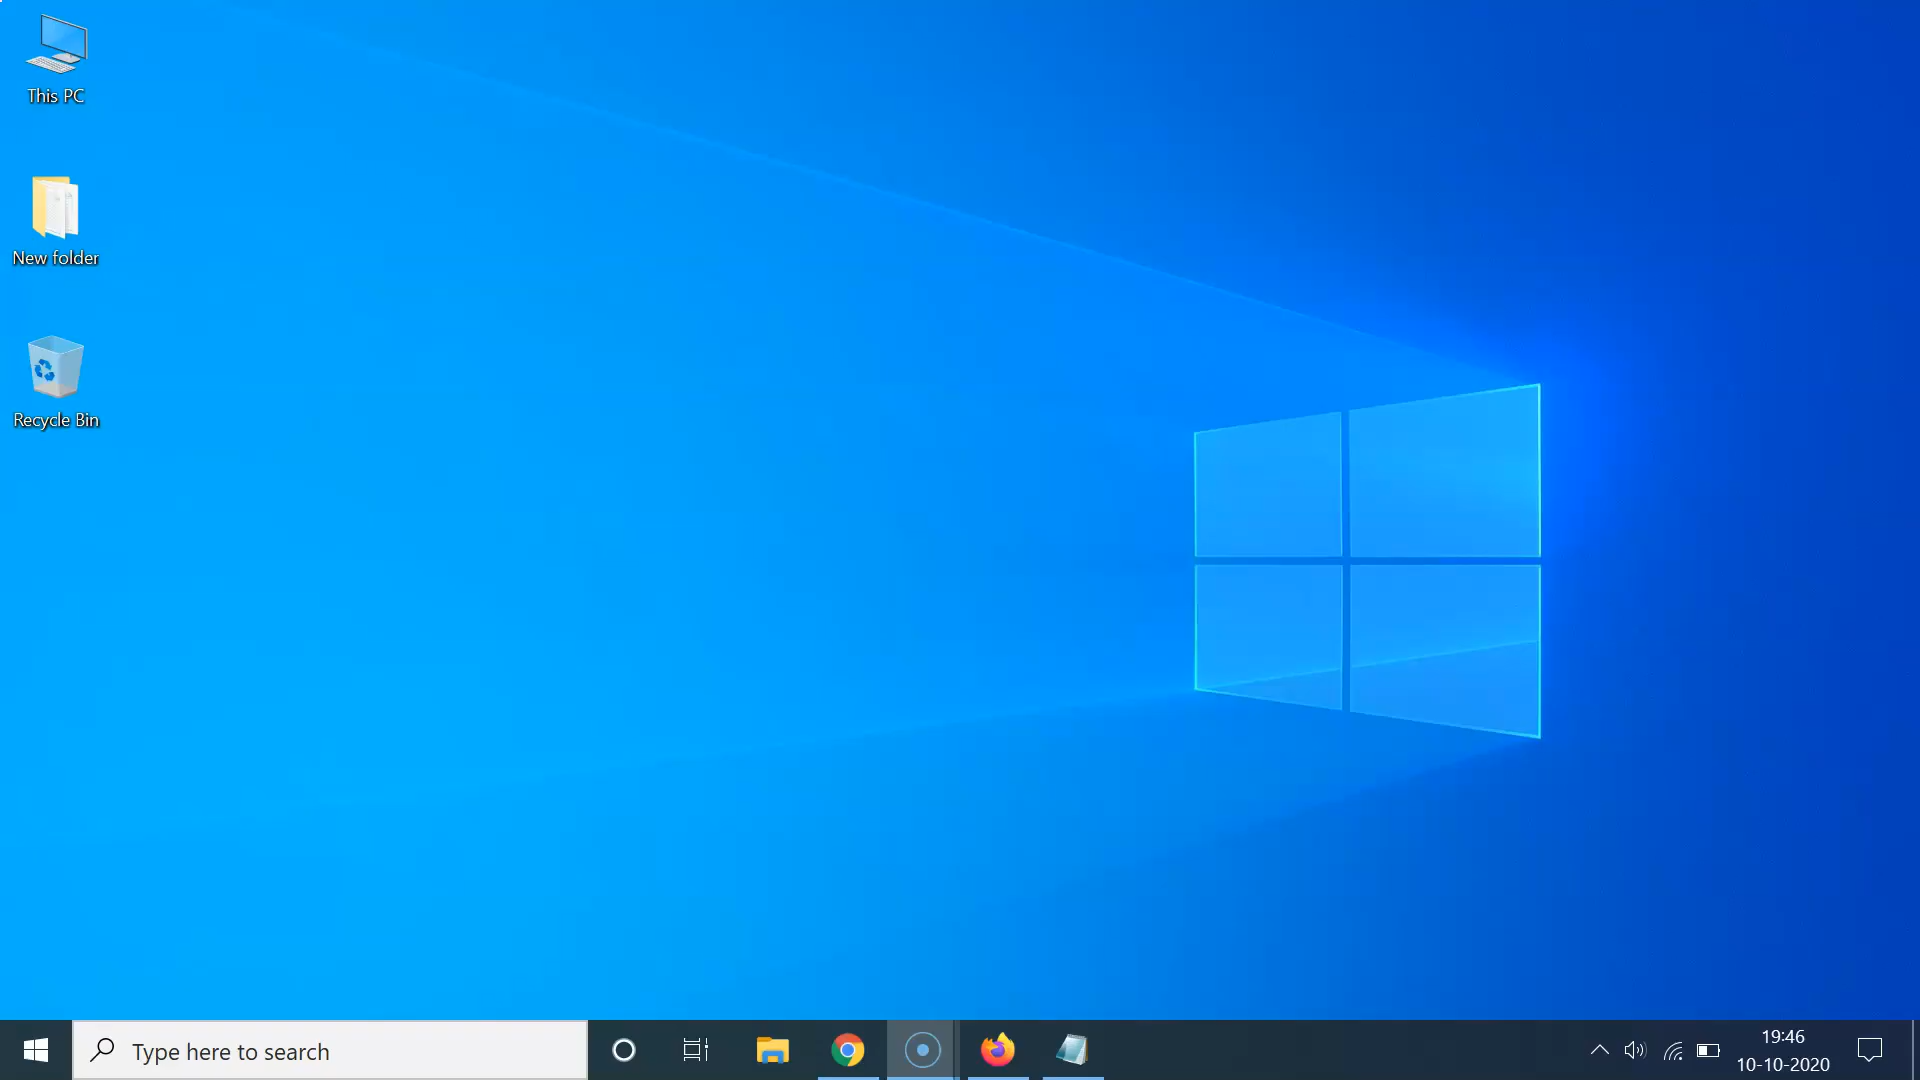 This PC
New folder
Recycle Bin
Type here to search
19:46
10-10-2020